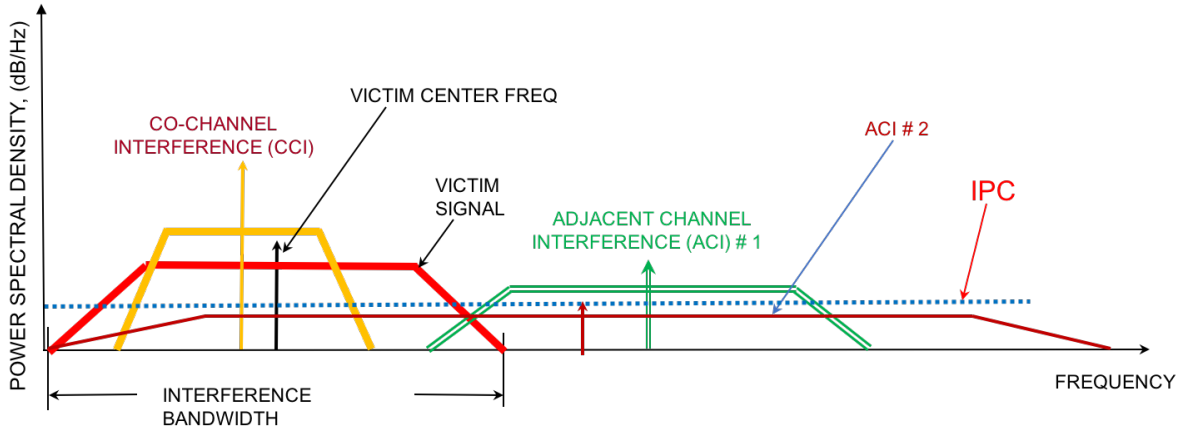 POWER SPECTRAL DENSITY, (dB/Hz)
VICTIM CENTER FREQ
CO-CHANNEL
INTERFERENCE (CCI)
ACI # 2
VICTIM
SIGNAL
IPC
ADJACENT CHANNEL
INTERFERENCE (ACI) # 1
FREQUENCY
INTERFERENCE
BANDWIDTH